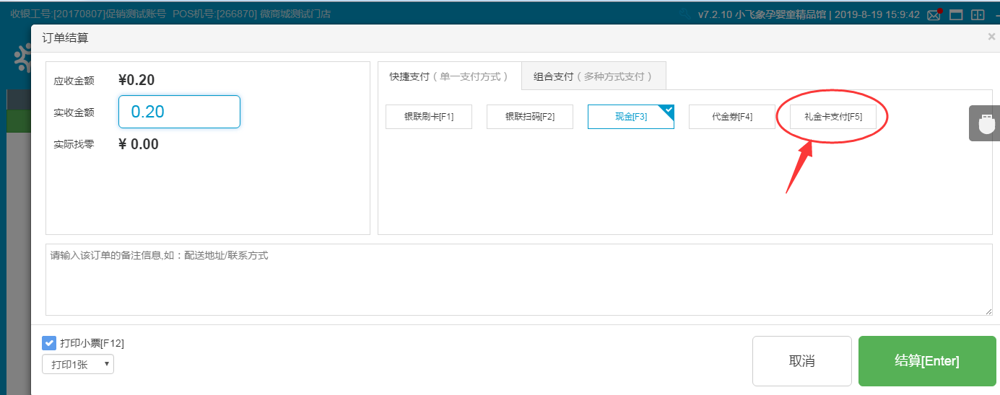 收银工号:[20170807]促销测试账号 POS机号:[266870] 微商城测试门店
v7.2.10 小飞象孕婴童精品馆 | 2019-8-19 15:9:42
订单结算
应收金额 ¥0.20
实收金额 0.20
实际找零 ¥ 0.00
快捷支付（单一支付方式） 组合支付（多种方式支付）
银联刷卡[F1] 银联扫码[F2] 现金[F3] 代金券[F4] 礼金卡支付[F5]
请输入该订单的备注信息,如：配送地址/联系方式
打印小票[F12]
打印1张
取消 结算[Enter]